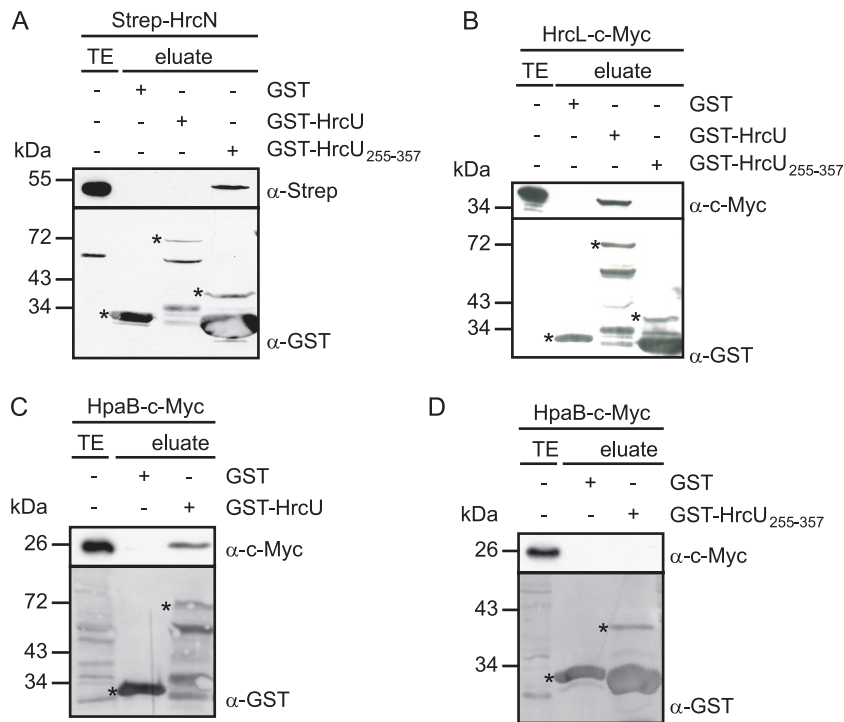 A
Strep-HrcN
TE eluate
- + - - GST
- - + - GST-HrcU
- - - + GST-HrcU255-357
kDa
55
α-Strep
72
*
43
*
34
*
α-GST
B
HrcL-c-Myc
TE eluate
- + - - GST
- - + - GST-HrcU
- - - + GST-HrcU255-357
kDa
34 α-c-Myc
72 *
43
*
34
*
α-GST
C
HpaB-c-Myc
TE eluate
- + - GST
- - + GST-HrcU
kDa
26 α-c-Myc
72 *
43
34
*
α-GST
D
HpaB-c-Myc
TE eluate
- + - GST
- - + GST-HrcU255-357
kDa
26 α-c-Myc
43
*
34
*
α-GST